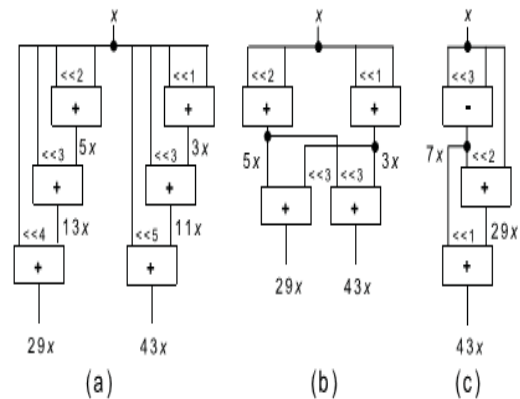 x
<<2
<<1
+
+
5x
3x
<<3
<<3
+
+
13x
11x
<<4
<<5
+
+
29x
43x
(a)
x
<<2
<<1
+
+
5x
3x
<<3
<<3
+
+
29x
43x
(b)
x
<<3
-
7x
<<2
+
29x
<<1
+
43x
(c)